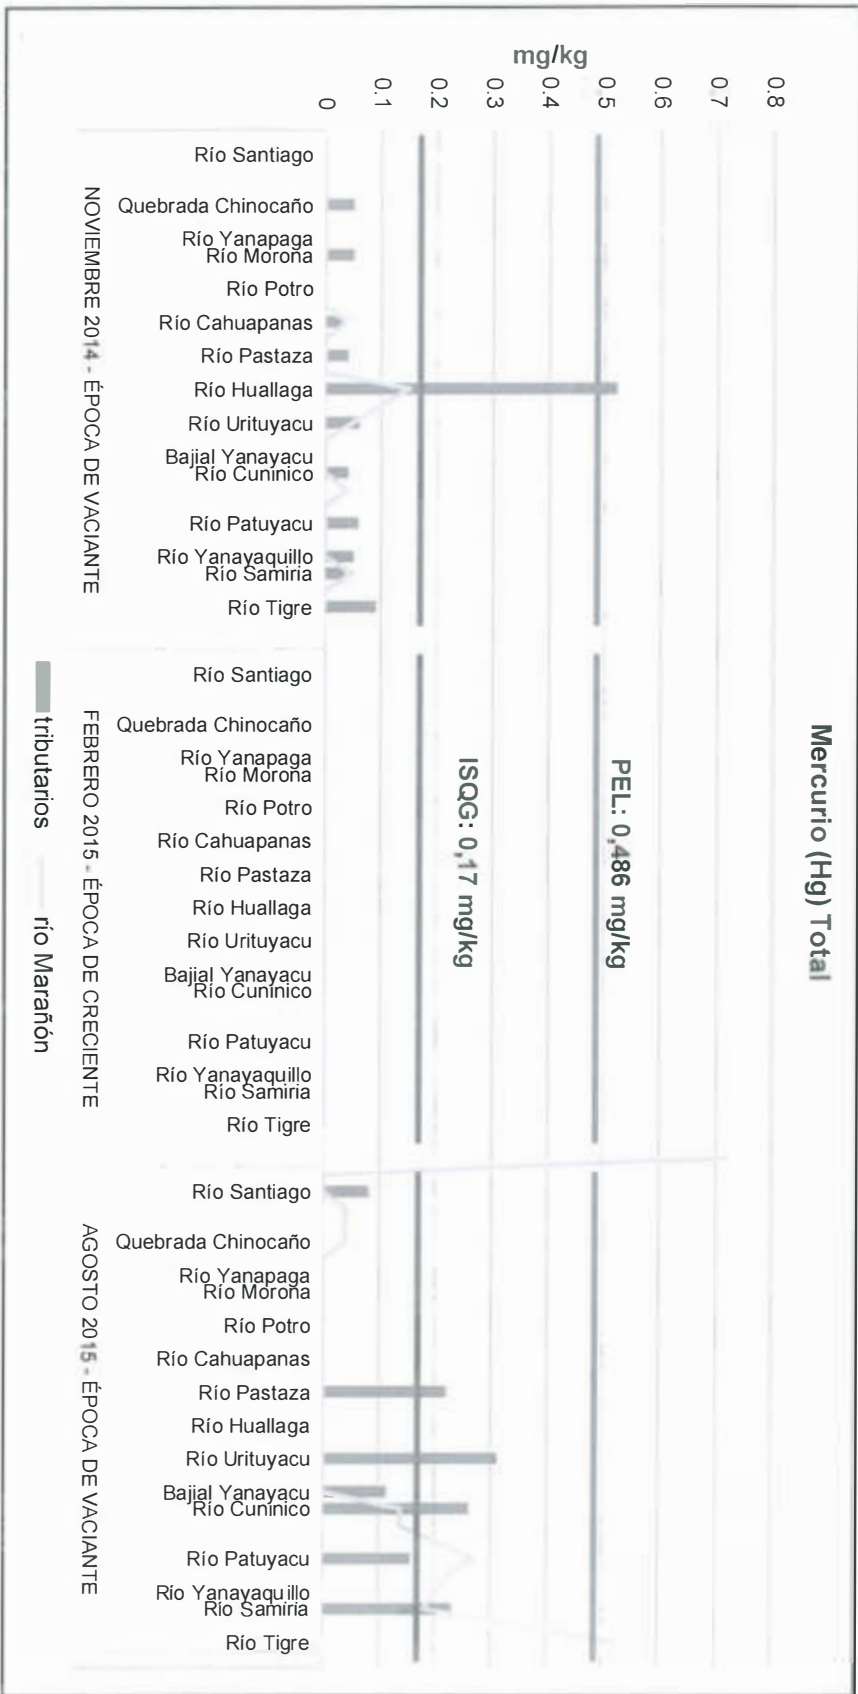 Mercurio (Hg) Total
mg/kg
0.8
0.7
0.6
0.5
0.4
0.3
0.2
0.1
0
PEL: 0,486 mg/kg
ISQG: 0,17 mg/kg
Río Santiago
Quebrada Chinocaño
Río Yanapaga
Río Morona
Río Potro
Río Cahuapanas
Río Pastaza
Río Huallaga
Río Urituyacu
Bajial Yanayacu
Río Cuninico
Río Patuyacu
Río Yanayaquillo
Río Samiria
Río Tigre
Río Santiago
Quebrada Chinocaño
Río Yanapaga
Río Morona
Río Potro
Río Cahuapanas
Río Pastaza
Río Huallaga
Río Urituyacu
Bajial Yanayacu
Río Cuninico
Río Patuyacu
Río Yanayaquillo
Río Samiria
Río Tigre
Río Santiago
Quebrada Chinocaño
Río Yanapaga
Río Morona
Río Potro
Río Cahuapanas
Río Pastaza
Río Huallaga
Río Urituyacu
Bajial Yanayacu
Río Cuninico
Río Patuyacu
Río Yanayaquillo
Río Samiria
Río Tigre
NOVIEMBRE 2014 - ÉPOCA DE VACIANTE
FEBRERO 2015 - ÉPOCA DE CRECIENTE
AGOSTO 2015 - ÉPOCA DE VACIANTE
tributarios
río Marañón